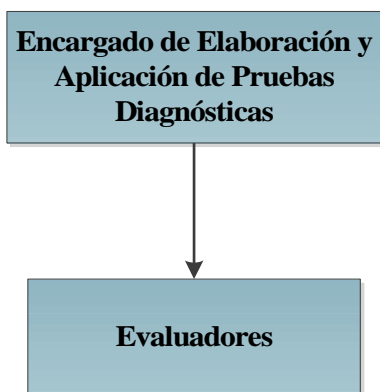 Encargado de Elaboración y
Aplicación de Pruebas
Diagnósticas
Evaluadores